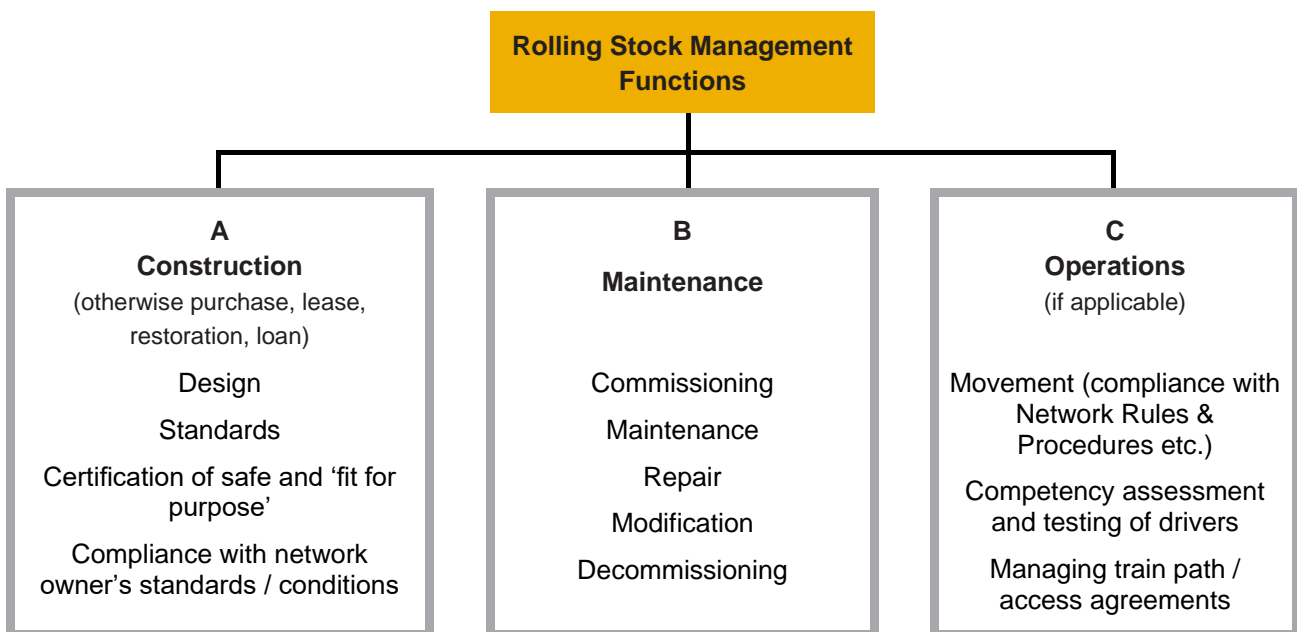 Rolling Stock Management
Functions
A
Construction
(otherwise purchase, lease,
restoration, loan)
Design
Standards
Certification of safe and ‘fit for
purpose’
Compliance with network
owner’s standards / conditions
B
Maintenance
Commissioning
Maintenance
Repair
Modification
Decommissioning
C
Operations
(if applicable)
Movement (compliance with
Network Rules &
Procedures etc.)
Competency assessment
and testing of drivers
Managing train path /
access agreements